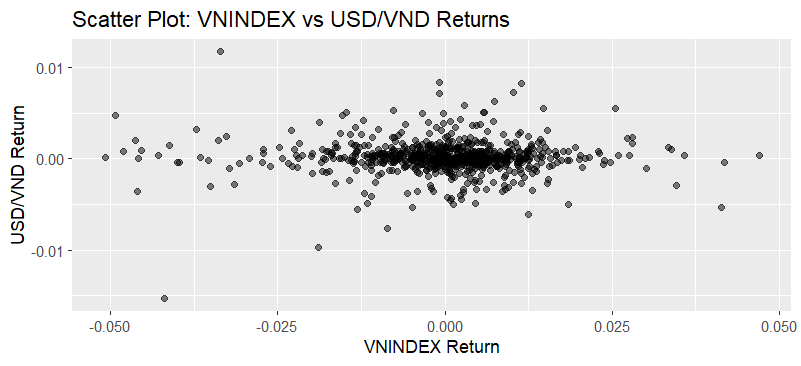 Scatter Plot: VNINDEX vs USD/VND Returns
USD/VND Return
0.01
0.00
-0.01
-0.050
-0.025
0.000
0.025
0.050
VNINDEX Return